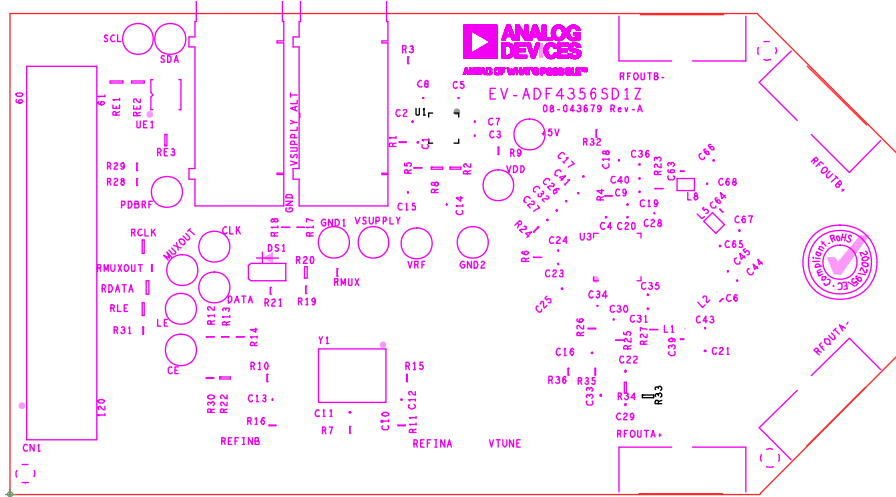 SCL
SDA
ANALOG
DEVICES
AHEAD OF WHAT'S POSSIBLE™
RFOUTB-
R3
C8
C5
EV-ADF4356SD1Z
08-043679 Rev-A
60
61
RE1
RE2
UE1
VSUPPLY_ALT
C2
U1
C7
C3
+5V
R1
C1
R9
R32
RE3
R29
R28
R5
R8
R2
VDD
C17
C18
C36
R23
C63
C66
RFOUTB+
PDBRF
GND
C15
C14
C41
C26
C32
C27
R4
C40
C9
C19
L8
C68
L5
C64
RCLK
MUXOUT
CLK
R18
R17
GND1
VSUPPLY
R24
C4
C20
C28
C67
DS1
VRF
GND2
R6
C24
U3
C65
Compliant-RoHS
2002/95/EC
RMUXOUT
R20
RMUX
C23
C45
C44
RDATA
DATA
R21
R19
C25
C35
C34
L2
C6
RLE
LE
R12
R13
C30
C31
C43
R31
R14
Y1
R26
R25
R27
L1
C39
C21
RFOUTA-
CE
R10
R15
C16
C22
R36
R35
R30
R22
C13
C12
C33
R34
R33
120
R16
C11
R7
C10
R11
C29
CN1
REFINB
REFINA
VTUNE
RFOUTA+